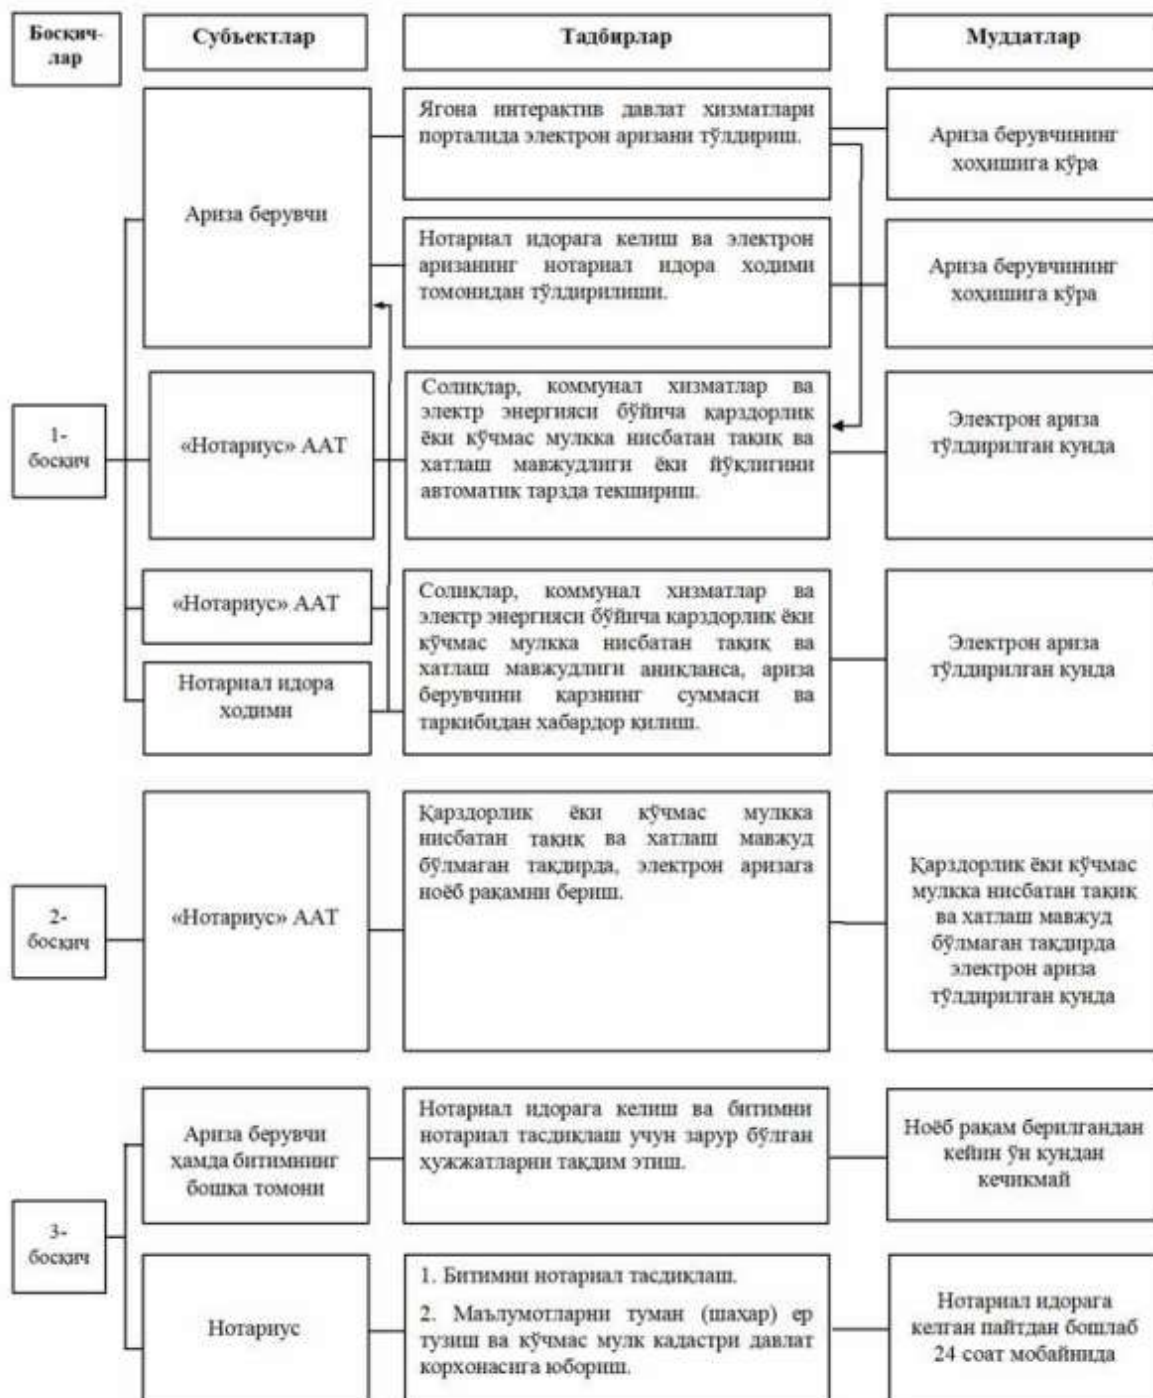 Босқич-
лар
Субъектлар
Тадбирлар
Муддатлар
1-
босқич
Ариза берувчи
Ягона интерактив давлат хизматлари
порталида электрон аризани тўлдириш.
Ариза берувчининг
хоҳишига кўра
Нотариал идорага келиш ва электрон
аризанинг нотариал идора ходими
томонидан тўлдирилиши.
Ариза берувчининг
хоҳишига кўра
«Нотариус» ААТ
Солиқлар, коммунал хизматлар ва
электр энергияси бўйича қарздорлик
ёки кўчмас мулкка нисбатан тақиқ ва
хатлаш мавжудлиги ёки йўқлигини
автоматик тарзда текшириш.
Электрон ариза
тўлдирилган кунда
«Нотариус» ААТ
Нотариал идора
ходими
Солиқлар, коммунал хизматлар ва
электр энергияси бўйича қарздорлик ёки
кўчмас мулкка нисбатан тақиқ ва
хатлаш мавжудлиги аниқланса, ариза
берувчини қарзнинг суммаси ва
таркибидан хабардор қилиш.
Электрон ариза
тўлдирилган кунда
2-
босқич
«Нотариус» ААТ
Қарздорлик ёки кўчмас мулкка
нисбатан тақиқ ва хатлаш мавжуд
бўлмаган тақдирда, электрон аризага
ноёб рақамни бериш.
Қарздорлик ёки кўчмас
мулкка нисбатан тақиқ
ва хатлаш мавжуд
бўлмаган тақдирда
электрон ариза
тўлдирилган кунда
3-
босқич
Ариза берувчи
ҳамда битимнинг
бошқа томони
Нотариал идорага келиш ва битимни
нотариал тасдиқлаш учун зарур бўлган
ҳужжатларни тақдим этиш.
Ноёб рақам берилгандан
кейин ўн кундан
кечикмай
Нотариус
1. Битимни нотариал тасдиқлаш.
2. Маълумотларни туман (шаҳар) ер
тузиш ва кўчмас мулк кадастри давлат
корхонасига юбориш.
Нотариал идорага
келган пайтдан бошлаб
24 соат мобайнида